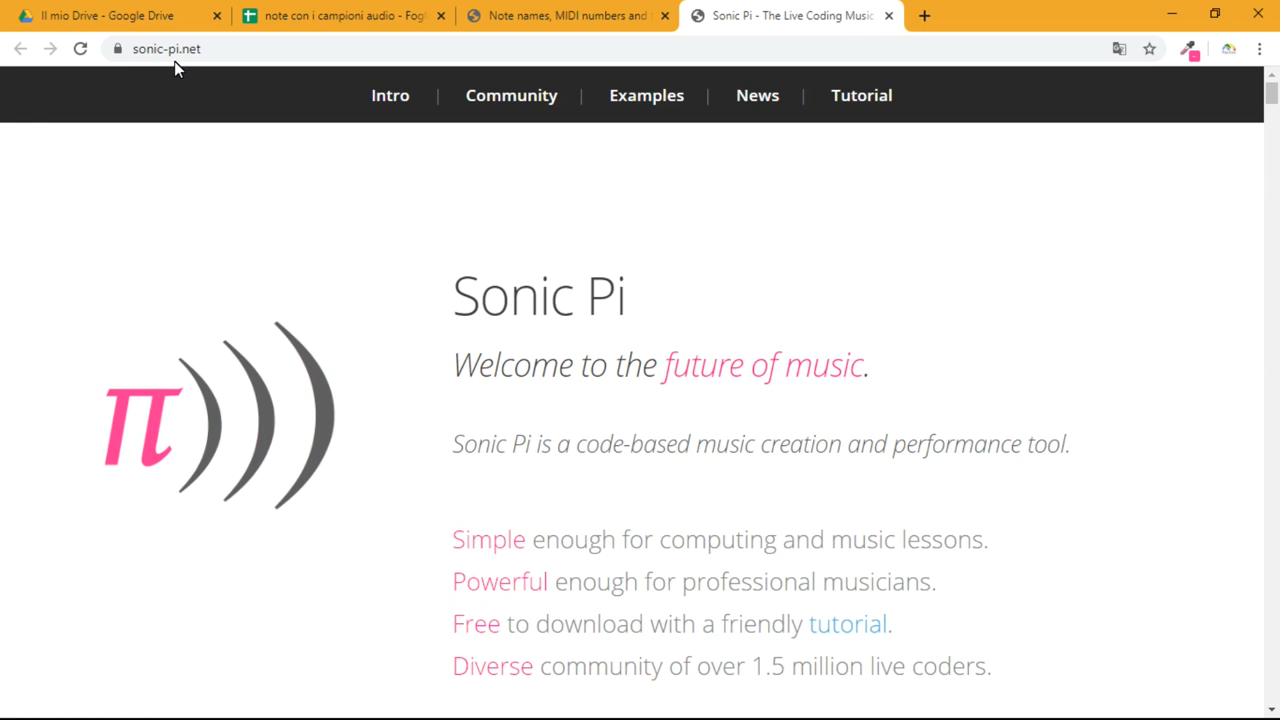 Il mio Drive - Google Drive
note con i campioni audio - Fogl
Note names, MIDI numbers and
Sonic Pi - The Live Coding Music
sonic-pi.net
Intro | Community | Examples | News | Tutorial
Sonic Pi
Welcome to the future of music.
π
Sonic Pi is a code-based music creation and performance tool.
Simple enough for computing and music lessons.
Powerful enough for professional musicians.
Free to download with a friendly tutorial.
Diverse community of over 1.5 million live coders.